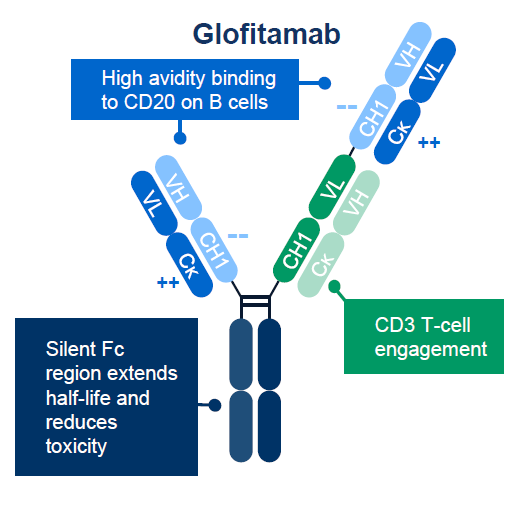 Glofitamab
High avidity binding
to CD20 on B cells
VH
VL
--
CH1
Cκ
++
VL
VH
CH1
Cκ
VH
VL
CH1
--
Cκ
++
CD3 T-cell
engagement
Silent Fc
region extends
half-life and
reduces
toxicity